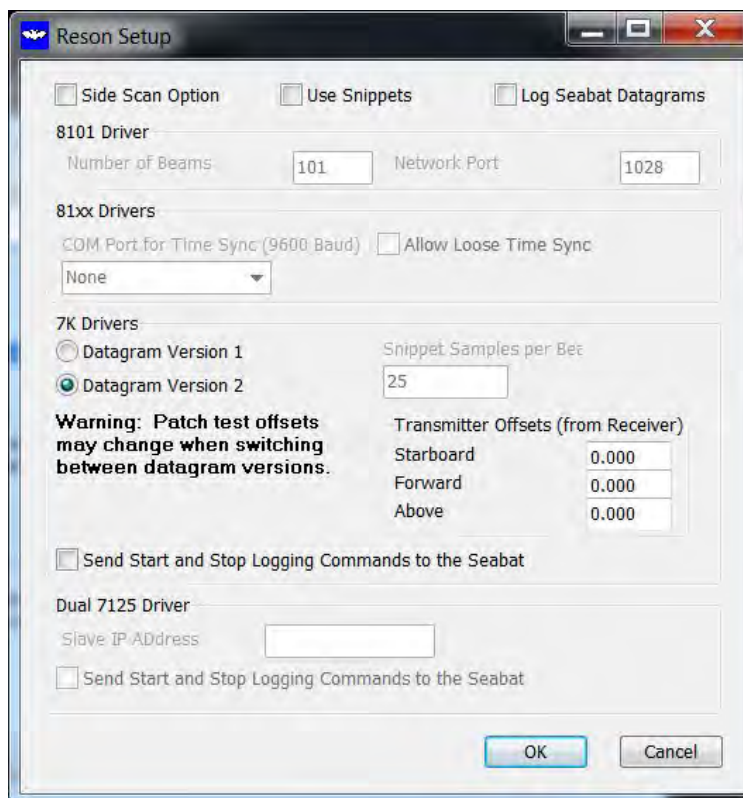 Reson Setup
Side Scan Option
Use Snippets
Log Seabat Datagrams
8101 Driver
Number of Beams
101
Network Port
1028
81xx Drivers
COM Port for Time Sync (9600 Baud)
Allow Loose Time Sync
None
7K Drivers
Datagram Version 1
Snippet Samples per Bea
Datagram Version 2
25
Warning: Patch test offsets
may change when switching
between datagram versions.
Transmitter Offsets (from Receiver)
Starboard
0.000
Forward
0.000
Above
0.000
Send Start and Stop Logging Commands to the Seabat
Dual 7125 Driver
Slave IP ADdress
Send Start and Stop Logging Commands to the Seabat
OK
Cancel